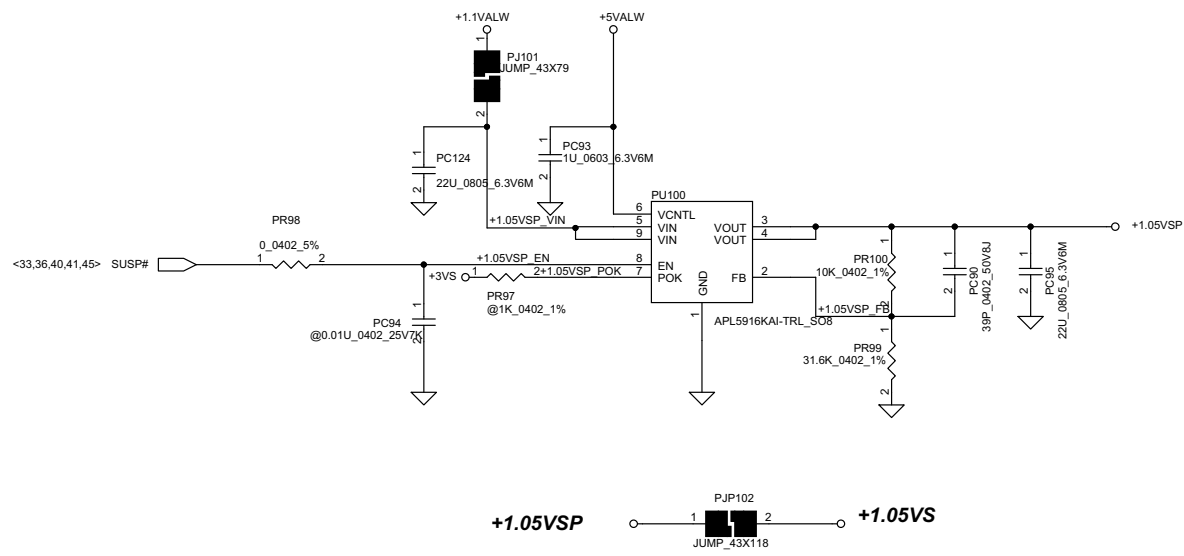 +1.1VALW
+5VALW
1
PJ101
JUMP_43X79
2
1
PC124
2
22U_0805_6.3V6M
1
PC93
1U_0603_6.3V6M
2
PU100
+1.05VSP_VIN
6
VCNTL
5
VIN
9
VIN
VOUT
3
VOUT
4
+1.05VSP
PR98
0_0402_5%
<33,36,40,41,45> SUSP#
1
2
+1.05VSP_EN
8
EN
+3VS
1
2
+1.05VSP_POK
7
POK
GND
FB
2
PR97
@1K_0402_1%
1
PC94
@0.01U_0402_25V7K
2
1
APL5916KAI-TRL_SO8
1
PR100
10K_0402_1%
2
+1.05VSP_FB
1
2
PC90
39P_0402_50V8J
1
2
PC95
22U_0805_6.3V6M
1
PR99
31.6K_0402_1%
2
PJP102
+1.05VSP
1
2
+1.05VS
JUMP_43X118